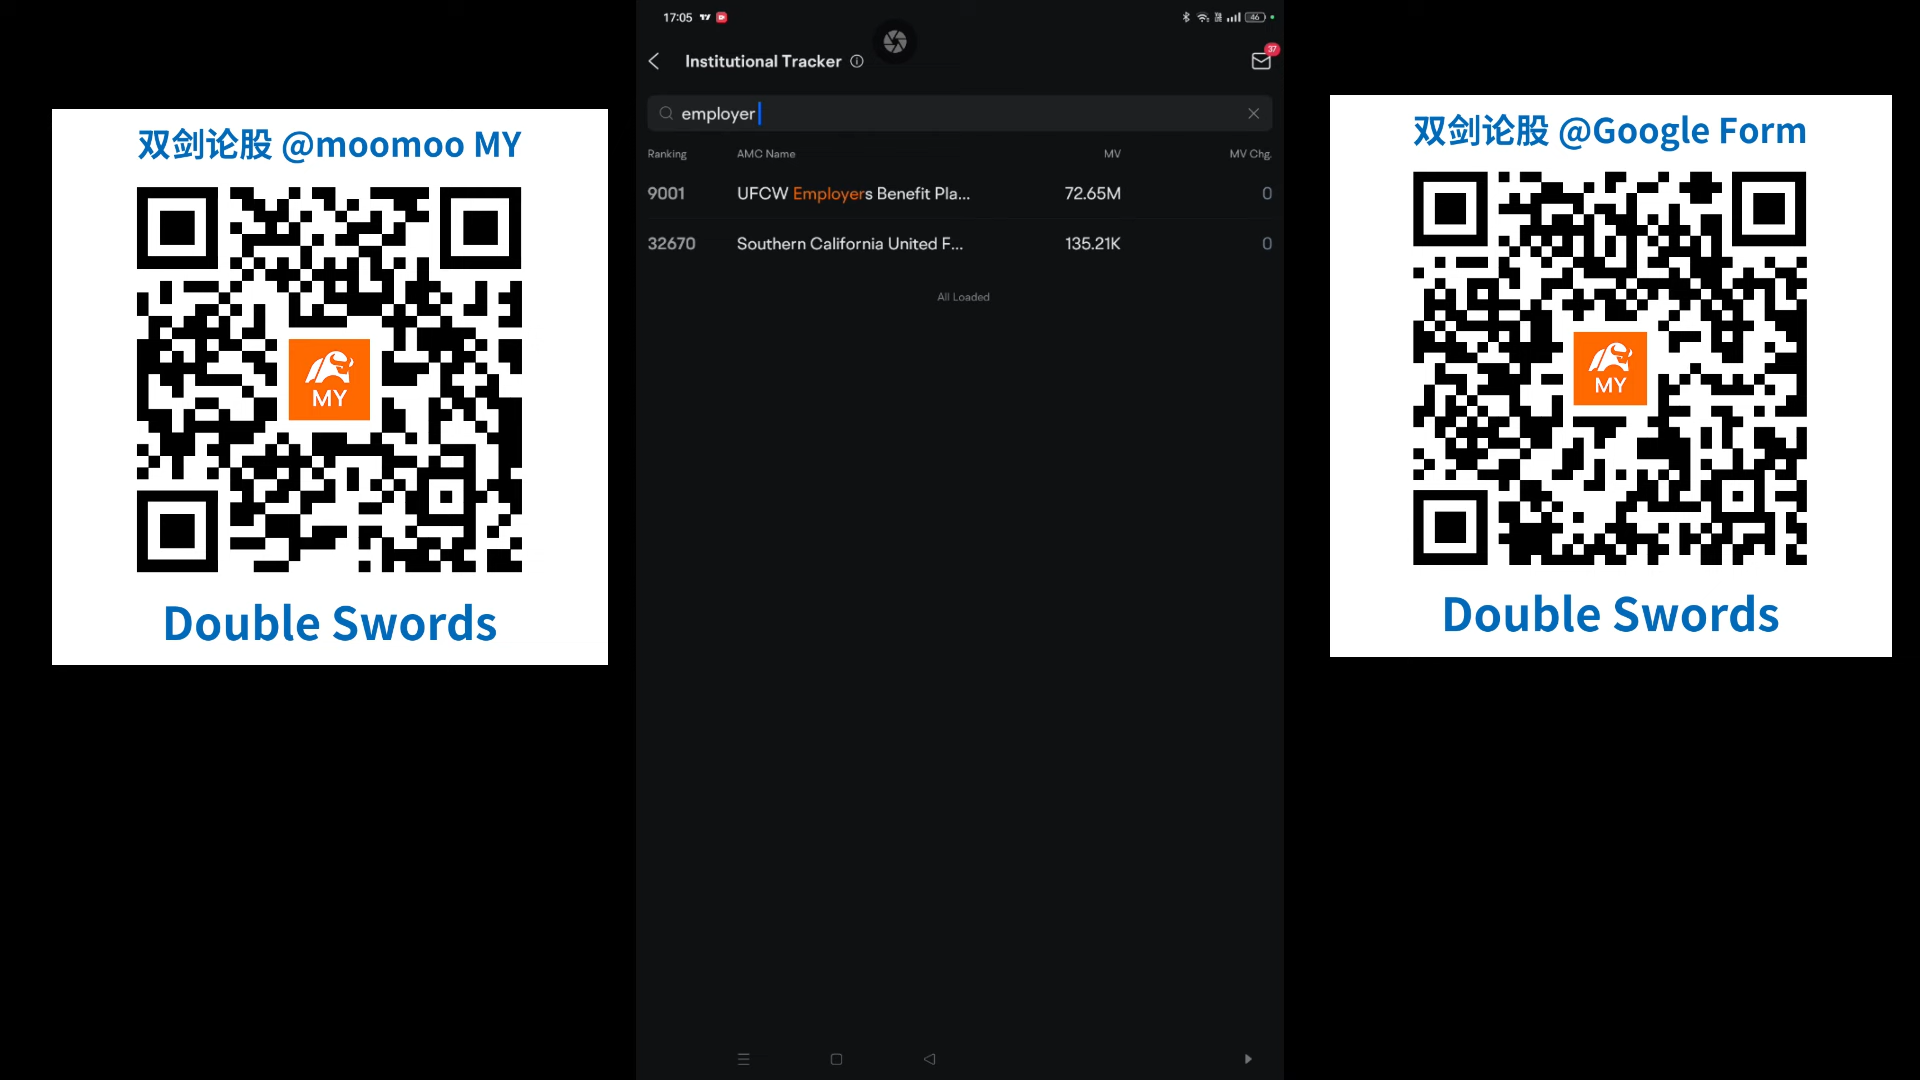 双剑论股 @moomoo MY
MY
Double Swords
17:05
46
Institutional Tracker
37
employer
Ranking AMC Name MV MV Chg.
9001 UFCW Employers Benefit Pla... 72.65M 0
32670 Southern California United F... 135.21K 0
All Loaded
双剑论股 @Google Form
MY
Double Swords